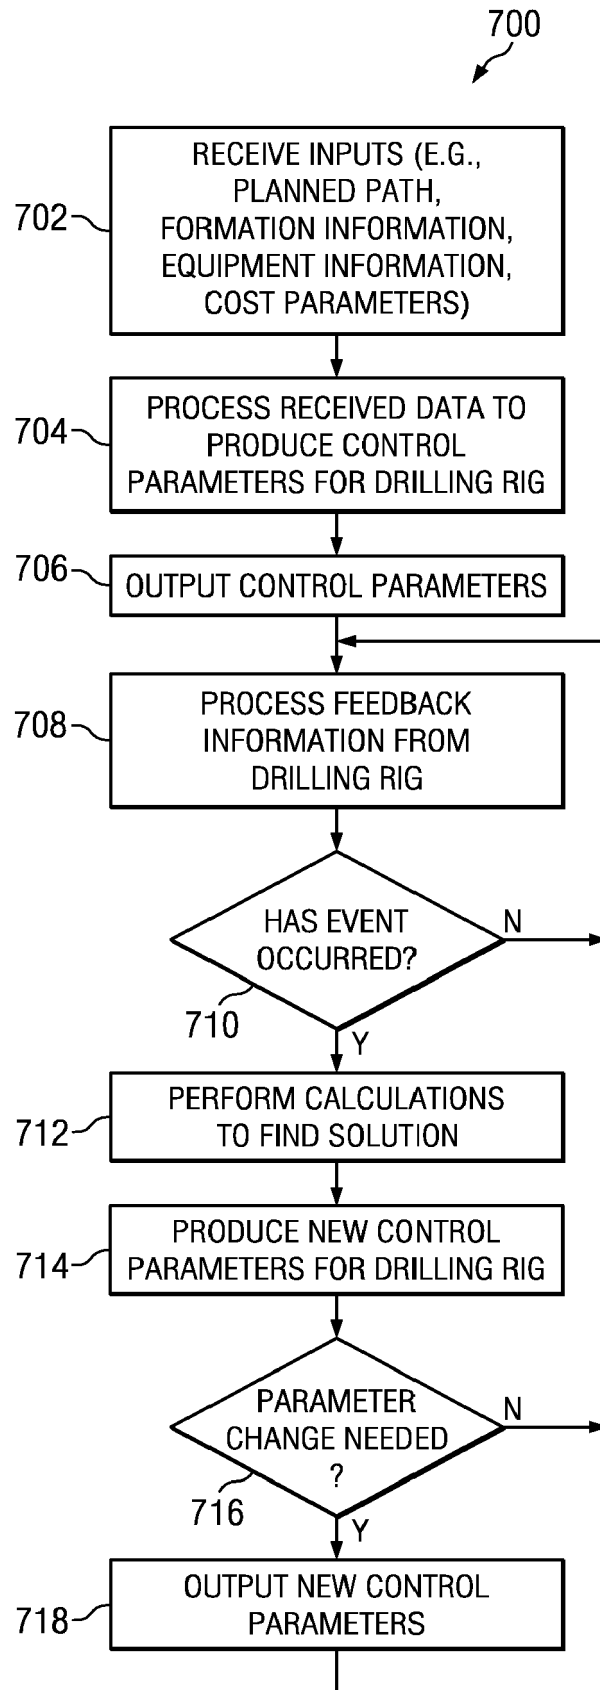 700
702
RECEIVE INPUTS (E.G.,
PLANNED PATH,
FORMATION INFORMATION,
EQUIPMENT INFORMATION,
COST PARAMETERS)
704
PROCESS RECEIVED DATA TO
PRODUCE CONTROL
PARAMETERS FOR DRILLING RIG
706
OUTPUT CONTROL PARAMETERS
708
PROCESS FEEDBACK
INFORMATION FROM
DRILLING RIG
HAS EVENT
OCCURRED?
N
710
Y
712
PERFORM CALCULATIONS
TO FIND SOLUTION
714
PRODUCE NEW CONTROL
PARAMETERS FOR DRILLING RIG
PARAMETER
CHANGE NEEDED
?
N
716
Y
718
OUTPUT NEW CONTROL
PARAMETERS